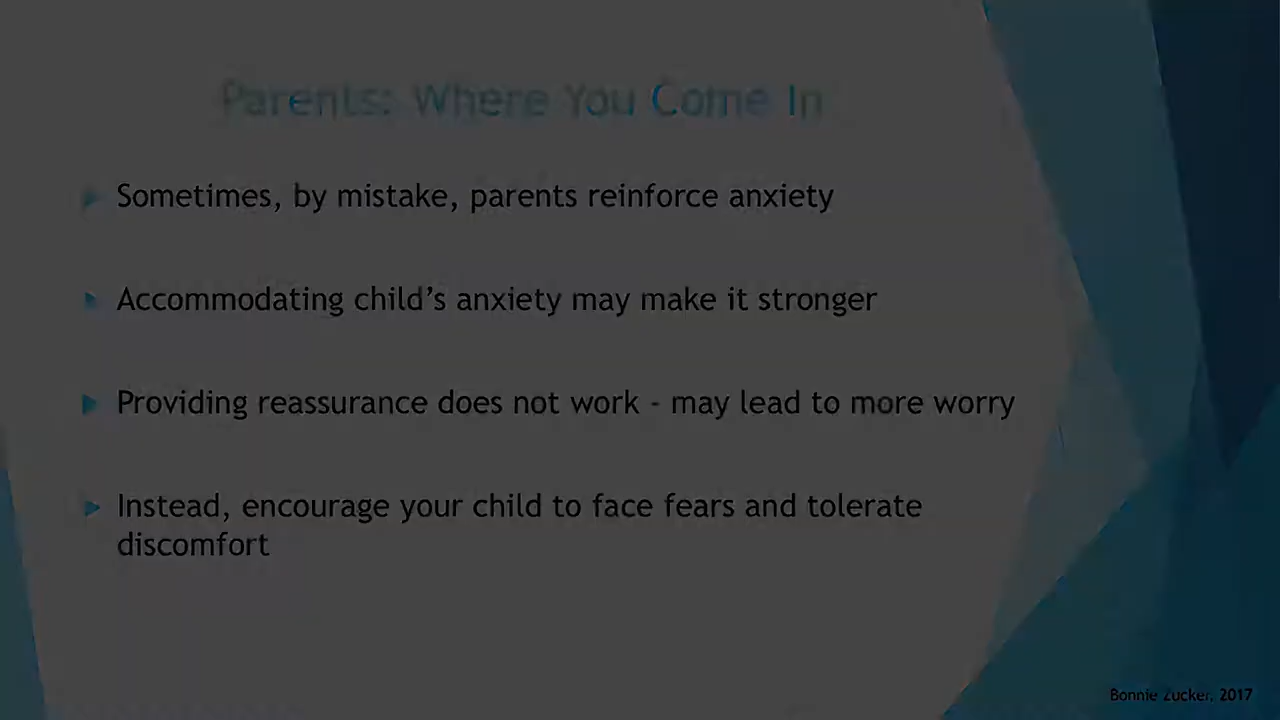 Parents: Where You Come In
Sometimes, by mistake, parents reinforce anxiety
Accommodating child’s anxiety may make it stronger
Providing reassurance does not work - may lead to more worry
Instead, encourage your child to face fears and tolerate
discomfort
Bonnie Zucker, 2017